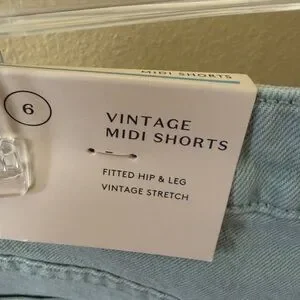 MIDI SHORTS
6
VINTAGE
MIDI SHORTS
FITTED HIP & LEG
VINTAGE STRETCH